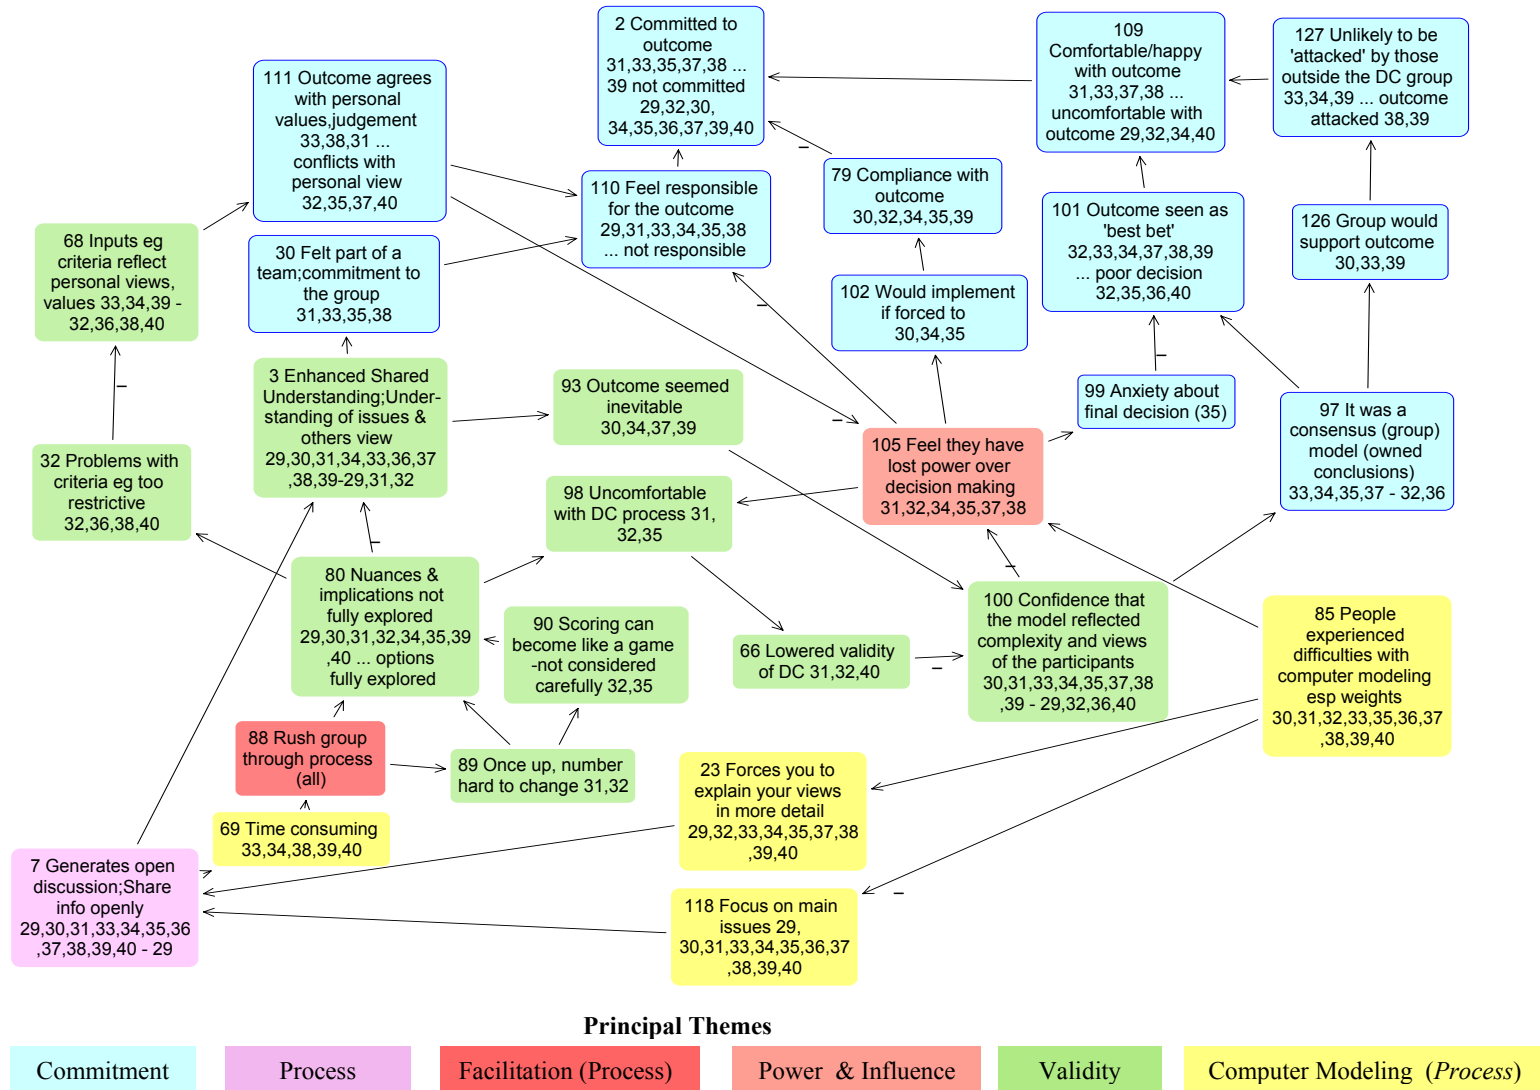 2 Committed to
outcome
31,33,35,37,38 ...
39 not committed
29,32,30,
34,35,36,37,39,40
109
Comfortable/happy
with outcome
31,33,37,38 ...
uncomfortable with
outcome 29,32,34,40
127 Unlikely to be
'attacked' by those
outside the DC group
33,34,39 ... outcome
attacked 38,39
111 Outcome agrees
with personal
values,judgement
33,38,31 ...
conflicts with
personal view
32,35,37,40
–
79 Compliance with
outcome
30,32,34,35,39
110 Feel responsible
for the outcome
29,31,33,34,35,38
... not responsible
101 Outcome seen as
'best bet'
32,33,34,37,38,39
... poor decision
32,35,36,40
126 Group would
support outcome
30,33,39
68 Inputs eg
criteria reflect
personal views,
values 33,34,39 -
32,36,38,40
30 Felt part of a
team;commitment to
the group
31,33,35,38
102 Would implement
if forced to
30,34,35
–
–
–
3 Enhanced Shared
Understanding;Under-
standing of issues &
others view
29,30,31,34,33,36,37
,38,39-29,31,32
93 Outcome seemed
inevitable
30,34,37,39
99 Anxiety about
final decision (35)
97 It was a
consensus (group)
model (owned
conclusions)
33,34,35,37 - 32,36
–
105 Feel they have
lost power over
decision making
31,32,34,35,37,38
32 Problems with
criteria eg too
restrictive
32,36,38,40
98 Uncomfortable
with DC process 31,
32,35
–
–
80 Nuances &
implications not
fully explored
29,30,31,32,34,35,39
,40 ... options
fully explored
100 Confidence that
the model reflected
complexity and views
of the participants
30,31,33,34,35,37,38
,39 - 29,32,36,40
85 People
experienced
difficulties with
computer modeling
esp weights
30,31,32,33,35,36,37
,38,39,40
90 Scoring can
become like a game
-not considered
carefully 32,35
66 Lowered validity
of DC 31,32,40
–
88 Rush group
through process
(all)
89 Once up, number
hard to change 31,32
23 Forces you to
explain your views
in more detail
29,32,33,34,35,37,38
,39,40
69 Time consuming
33,34,38,39,40
7 Generates open
discussion;Share
info openly
29,30,31,33,34,35,36
,37,38,39,40 - 29
–
118 Focus on main
issues 29,
30,31,33,34,35,36,37
,38,39,40
Principal Themes
Commitment
Process
Facilitation (Process)
Power & Influence
Validity
Computer Modeling (Process)